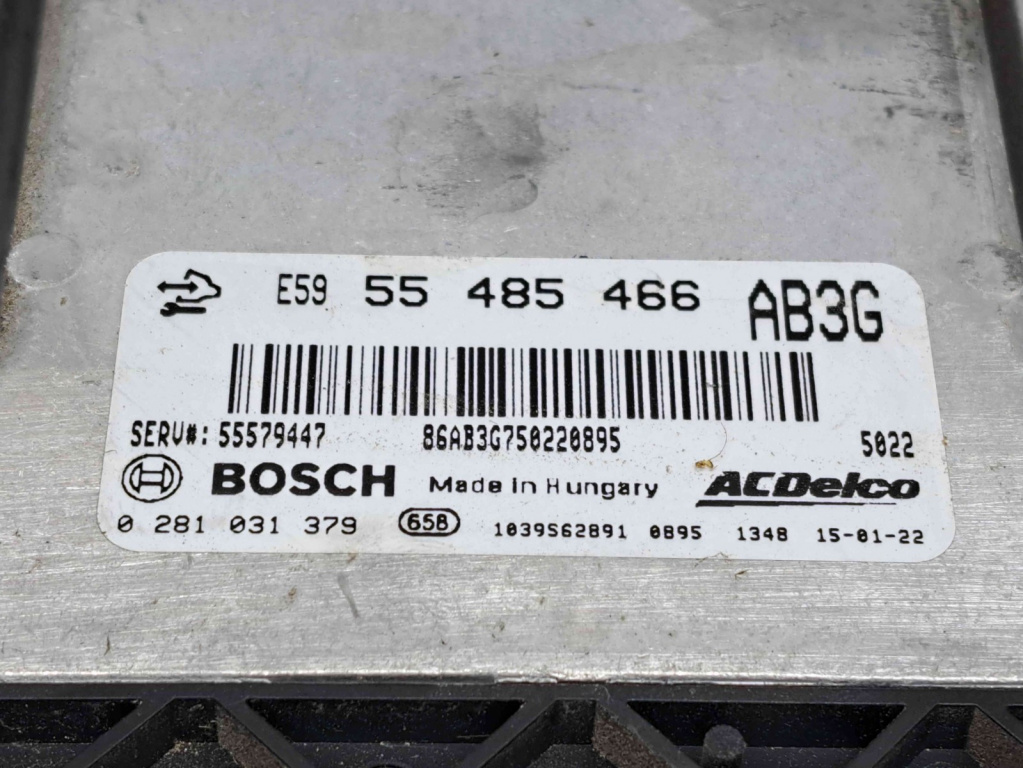 E59 55 485 466 AB3G
SERV#: 55579447 86AB3G750220895 5022
BOSCH Made in Hungary ACDelco
0 281 031 379 658 1039S62891 0895 1348 15-01-22